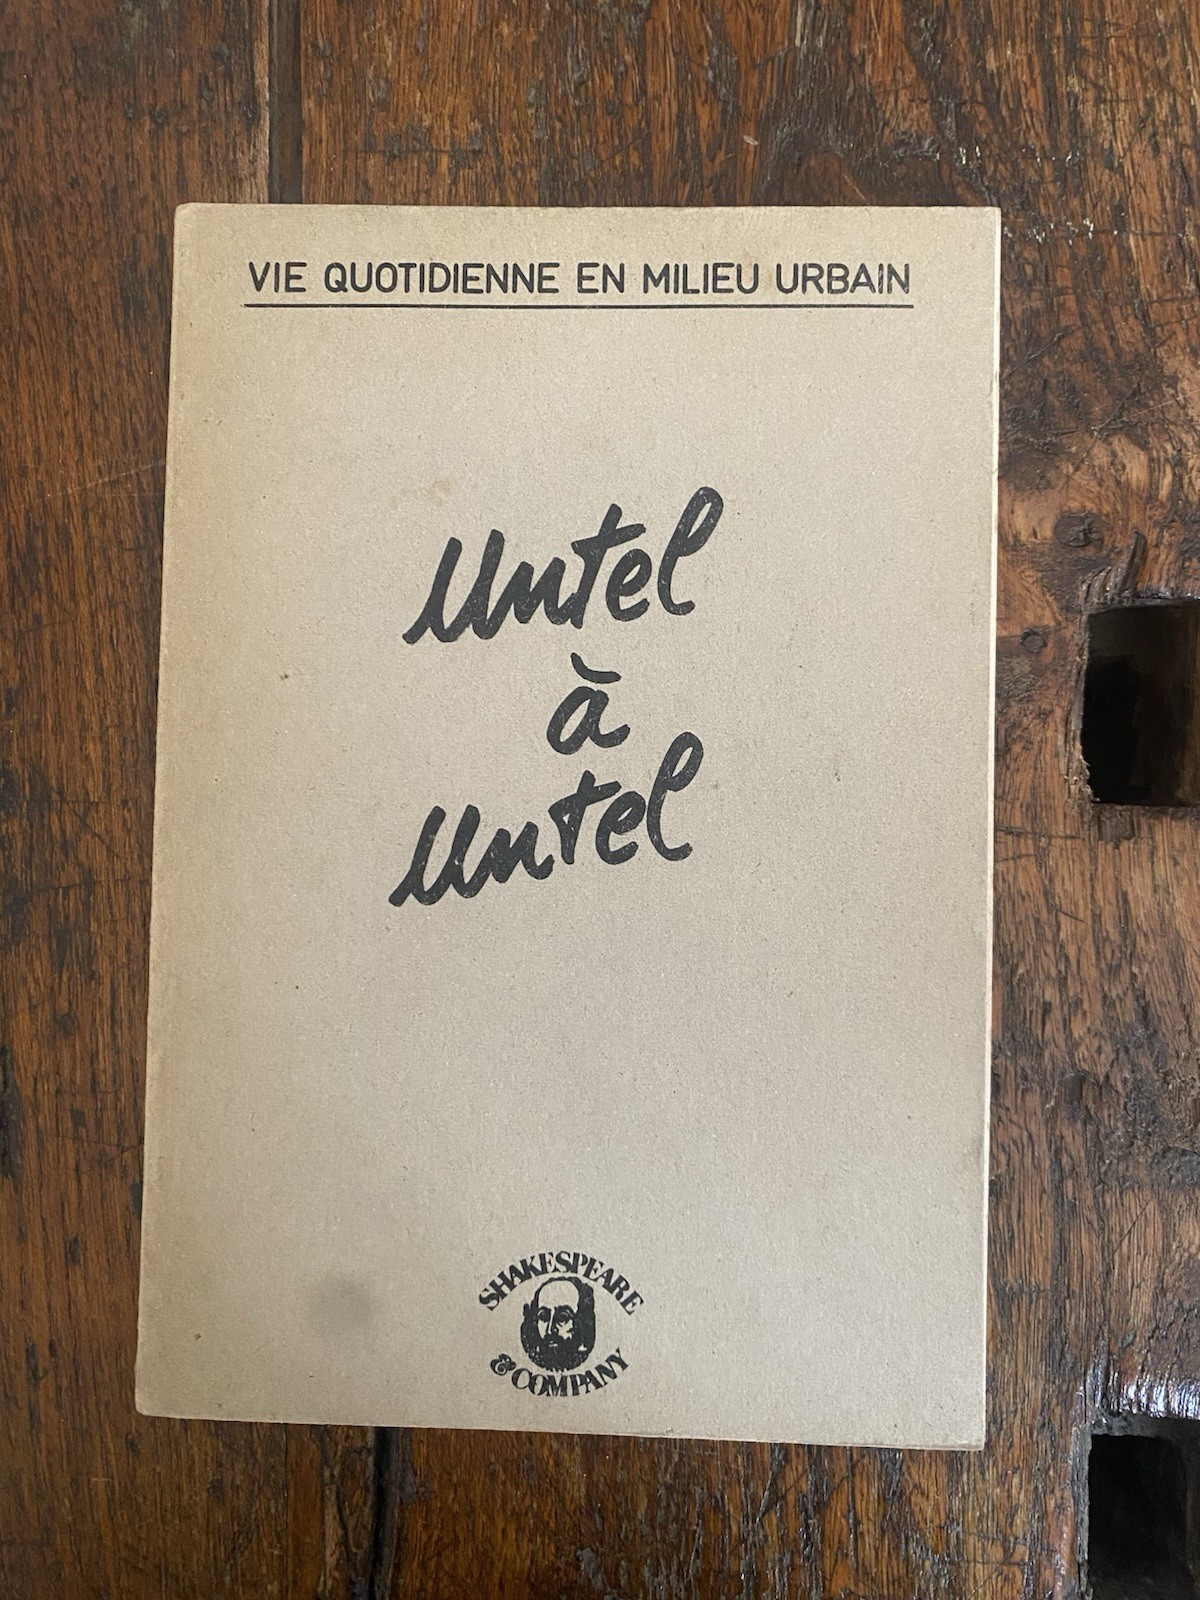 VIE QUOTIDIENNE EN MILIEU URBAIN
Untel
à
Untel
SHAKESPEARE
& COMPANY